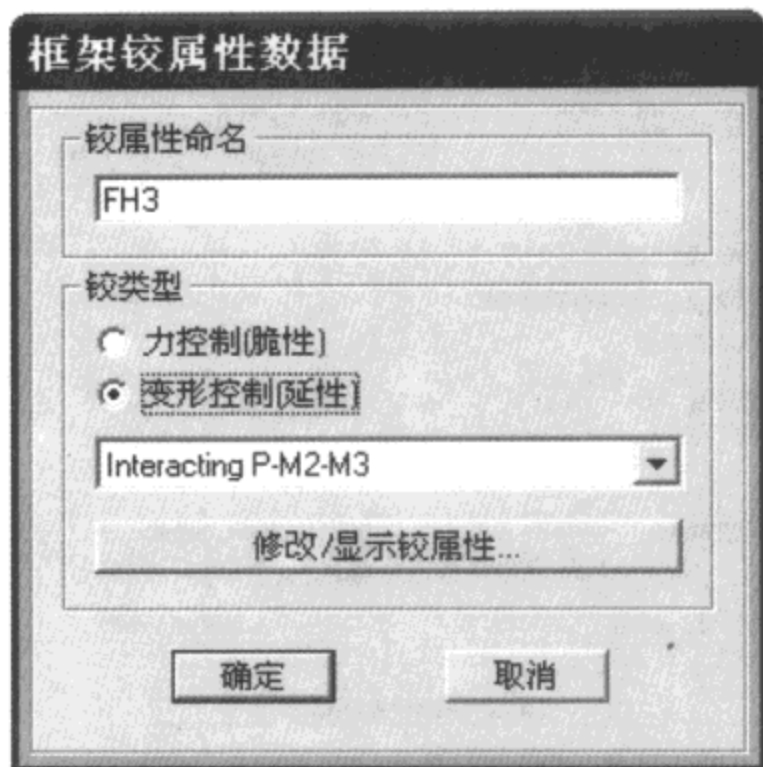 框架铰属性数据
铰属性命名
FH3
铰类型
力控制(脆性)
变形控制(延性)
Interacting P-M2-M3
修改/显示铰属性...
确定
取消